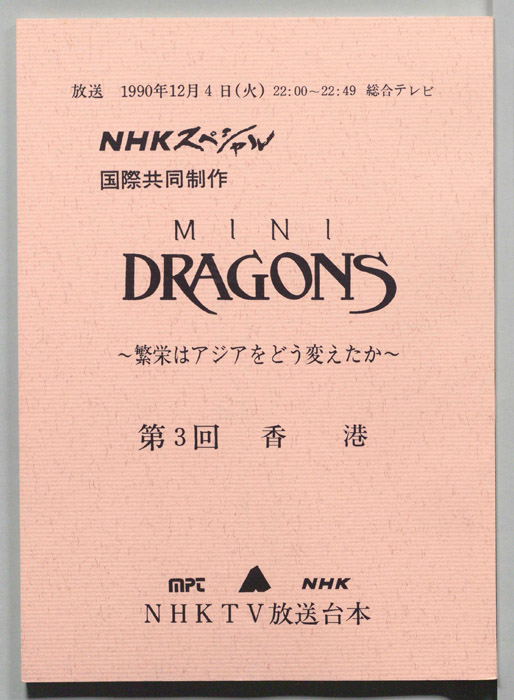 放送 1990年12月4日(火) 22:00~22:49 総合テレビ
NHKスペシャル
国際共同制作
MINI
DRAGONS
~繁栄はアジアをどう変えたか~
第3回 香 港
MPT NHK
NHKTV放送台本